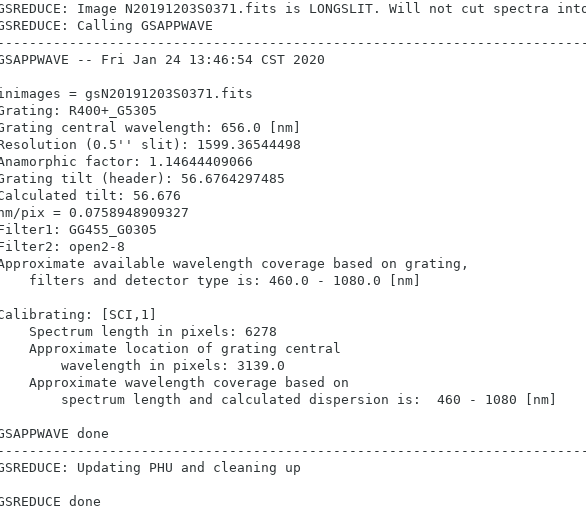 GSREDUCE: Image N20191203S0371.fits is LONGSLIT. Will not cut spectra into
GSREDUCE: Calling GSAPPWAVE
--------------------------------------------------------------------------
GSAPPWAVE -- Fri Jan 24 13:46:54 CST 2020
inimages = gsN20191203S0371.fits
Grating: R400+_G5305
Grating central wavelength: 656.0 [nm]
Resolution (0.5'' slit): 1599.36544498
Anamorphic factor: 1.14644409066
Grating tilt (header): 56.6764297485
Calculated tilt: 56.676
nm/pix = 0.0758948909327
Filter1: GG455_G0305
Filter2: open2-8
Approximate available wavelength coverage based on grating,
    filters and detector type is: 460.0 - 1080.0 [nm]
Calibrating: [SCI,1]
    Spectrum length in pixels: 6278
    Approximate location of grating central
        wavelength in pixels: 3139.0
    Approximate wavelength coverage based on
        spectrum length and calculated dispersion is:  460 - 1080 [nm]
GSAPPWAVE done
--------------------------------------------------------------------------
GSREDUCE: Updating PHU and cleaning up
GSREDUCE done